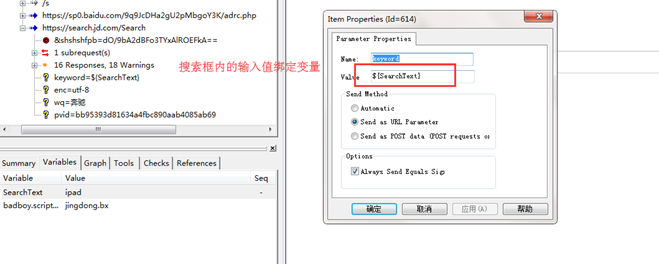 /s
https://sp0.baidu.com/9q9JcDHa2gU2pMbgoY3K/adrc.php
https://search.jd.com/Search
&shshshfpb=dO/9bA2dBFo3TYxAlROEFkA==
1 subrequest(s)
16 Responses, 18 Warnings
keyword=${SearchText}
enc=utf-8
wq=奔驰
pvid=bb95393d81634a4fbc890aab4085ab69
搜索框内的输入值绑定变量
Summary Variables Graph Tools Checks References
Variable Value Seq
SearchText ipad -
badboy.script... jingdong.bx
Item Properties (Id=614)
Parameter Properties
Name: keyword
Value ${SearchText}
Send Method
Automatic
Send as URL Parameter
Send as POST data (POST requests o
Options
Always Send Equals Sign
确定 取消 应用(A) 帮助